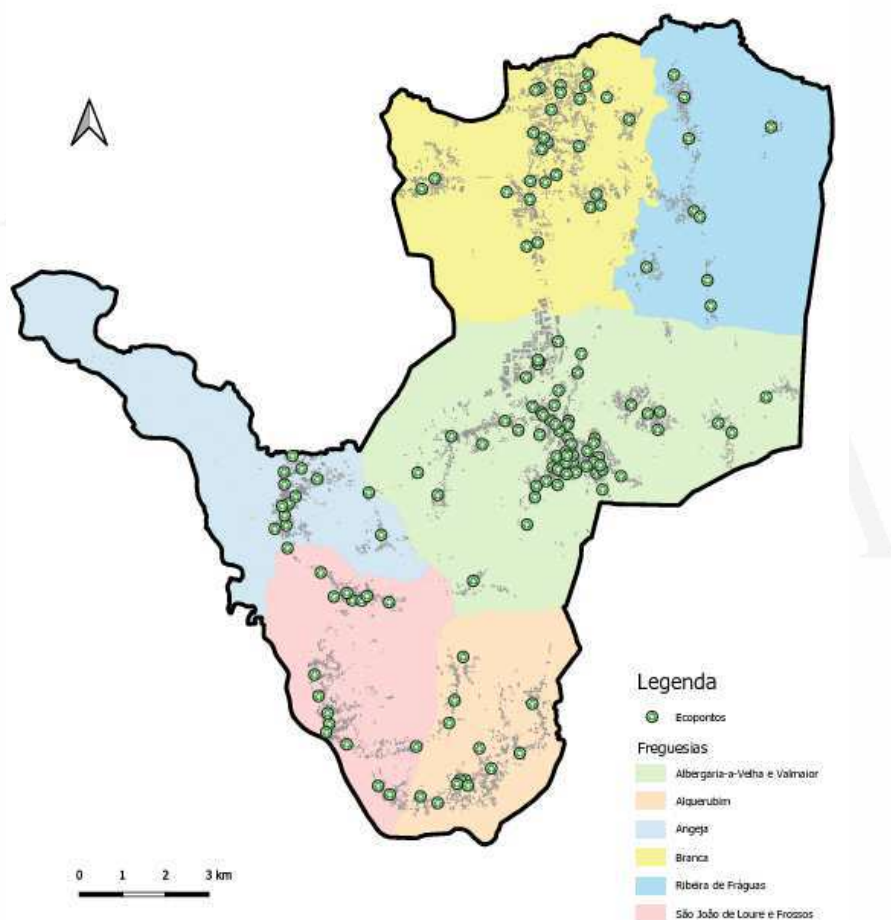 Legenda
Ecopontos
Freguesias
Albergaria-a-Velha e Valmaior
Alquerubim
Angeja
Branca
Ribeira de Fráguas
São João de Loure e Frossos
0 1 2 3 km